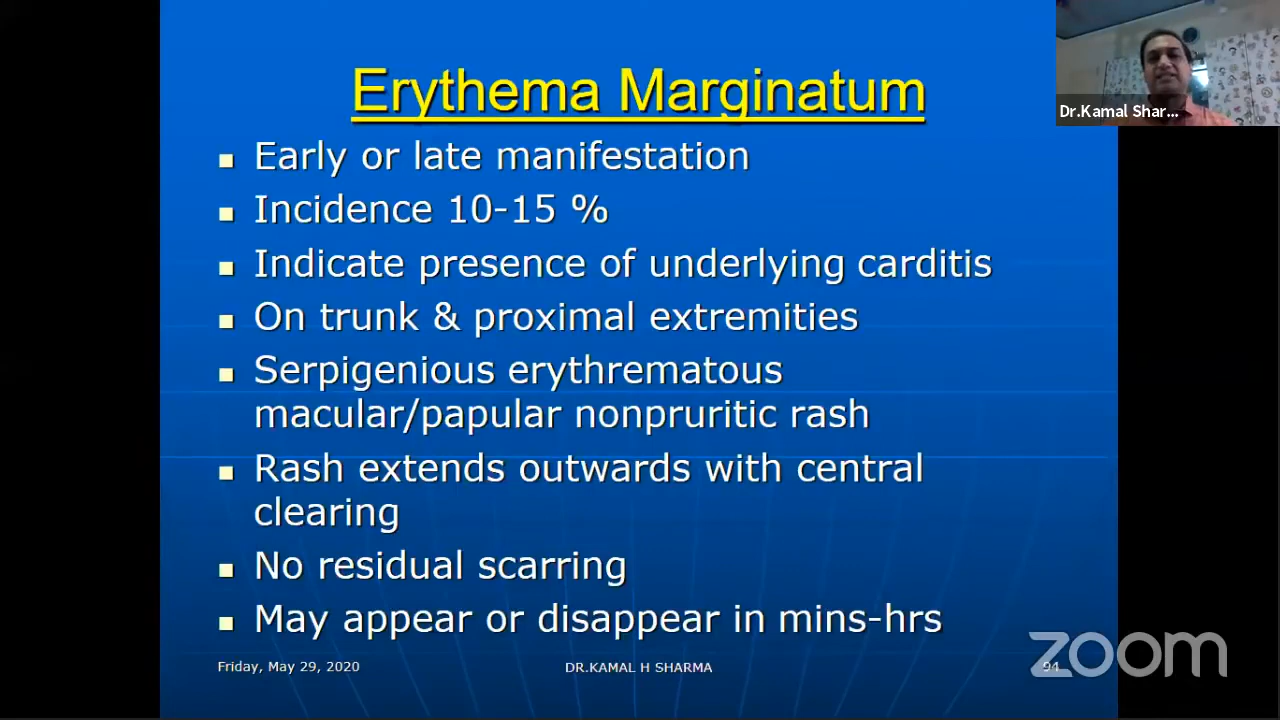 Erythema Marginatum
Dr.Kamal Shar...
Early or late manifestation
Incidence 10-15 %
Indicate presence of underlying carditis
On trunk & proximal extremities
Serpigenious erythrematous
macular/papular nonpruritic rash
Rash extends outwards with central
clearing
No residual scarring
May appear or disappear in mins-hrs
Friday, May 29, 2020
DR.KAMAL H SHARMA
94
zoom